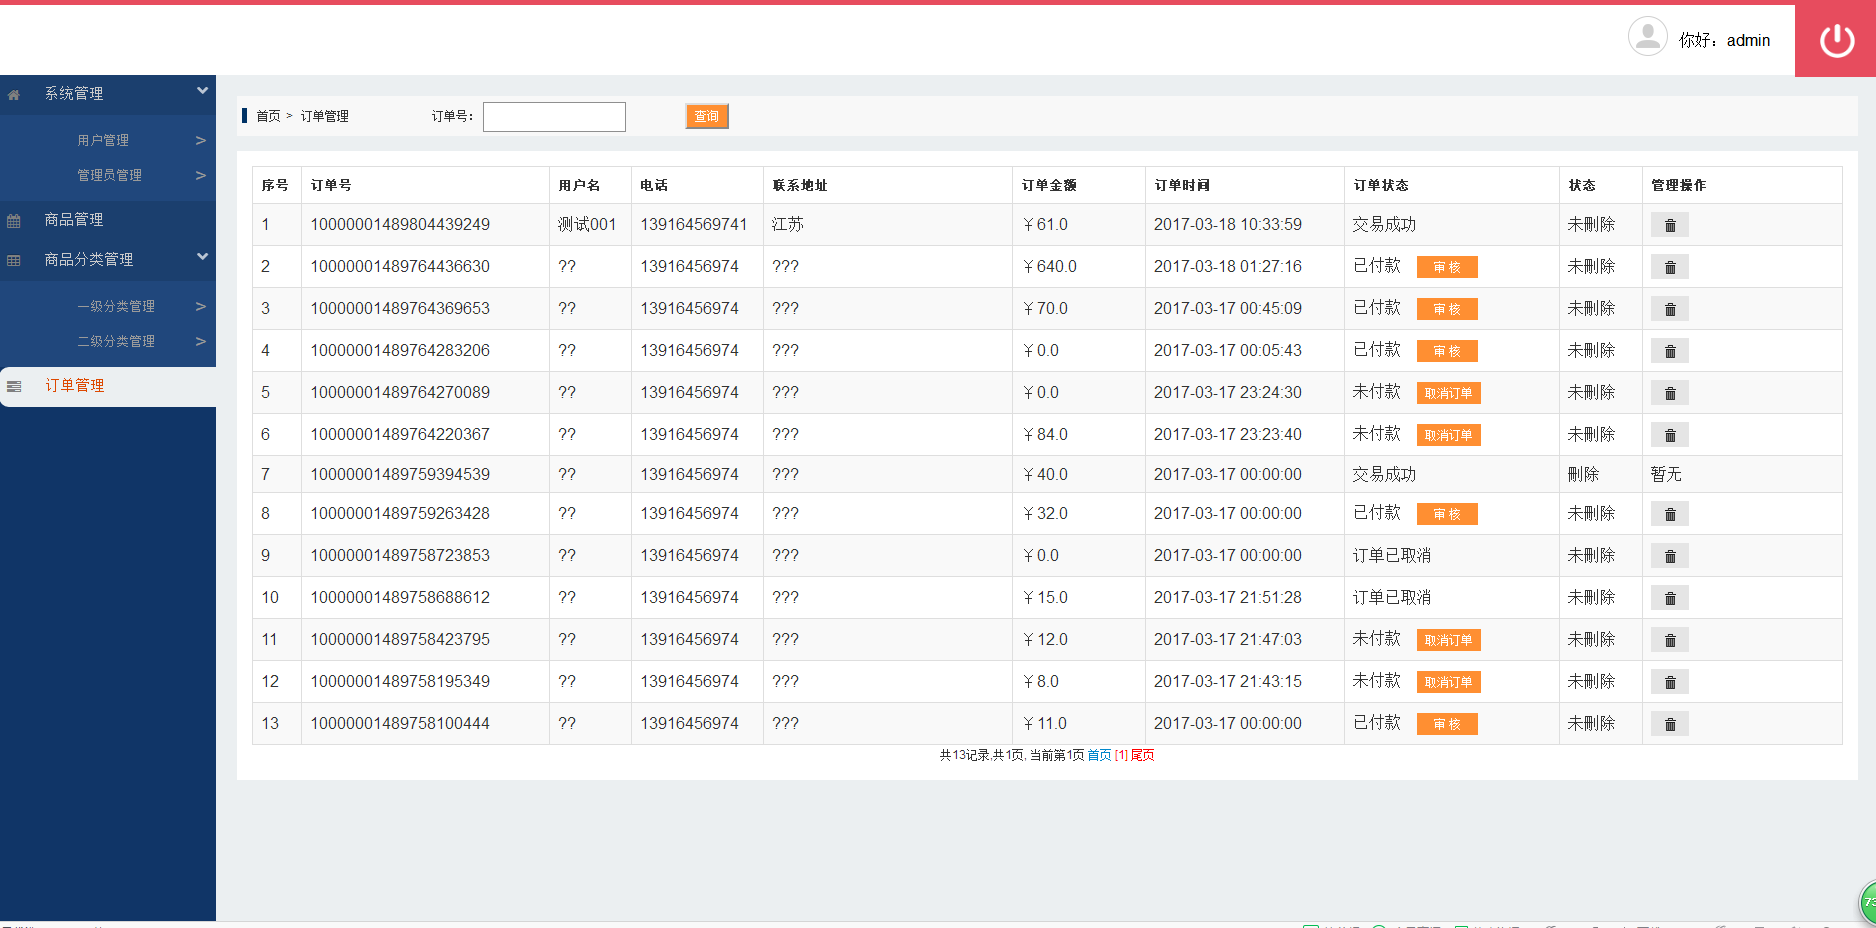 你好：admin
系统管理
用户管理 >
管理员管理 >
商品管理
商品分类管理
一级分类管理 >
二级分类管理 >
订单管理
首页 > 订单管理 订单号： 查询
序号 订单号 用户名 电话 联系地址 订单金额 订单时间 订单状态 状态 管理操作
1 10000001489804439249 测试001 139164569741 江苏 ￥61.0 2017-03-18 10:33:59 交易成功 未刪除
2 10000001489764436630 ?? 13916456974 ??? ￥640.0 2017-03-18 01:27:16 已付款 审核 未刪除
3 10000001489764369653 ?? 13916456974 ??? ￥70.0 2017-03-18 00:45:09 已付款 审核 未刪除
4 10000001489764283206 ?? 13916456974 ??? ￥0.0 2017-03-18 00:05:43 已付款 审核 未刪除
5 10000001489764270089 ?? 13916456974 ??? ￥0.0 2017-03-17 23:24:30 未付款 取消订单 未刪除
6 10000001489764220367 ?? 13916456974 ??? ￥84.0 2017-03-17 23:23:40 未付款 取消订单 未刪除
7 10000001489759394539 ?? 13916456974 ??? ￥40.0 2017-03-17 00:00:00 交易成功 刪除 暂无
8 10000001489759263428 ?? 13916456974 ??? ￥32.0 2017-03-17 00:00:00 已付款 审核 未刪除
9 10000001489758723853 ?? 13916456974 ??? ￥0.0 2017-03-17 00:00:00 订单已取消 未刪除
10 10000001489758688612 ?? 13916456974 ??? ￥15.0 2017-03-17 21:51:28 订单已取消 未刪除
11 10000001489758423795 ?? 13916456974 ??? ￥12.0 2017-03-17 21:47:03 未付款 取消订单 未刪除
12 10000001489758195349 ?? 13916456974 ??? ￥8.0 2017-03-17 21:43:15 未付款 取消订单 未刪除
13 10000001489758100444 ?? 13916456974 ??? ￥11.0 2017-03-17 00:00:00 已付款 审核 未刪除
共13记录,共1页, 当前第1页 首页 [1] 尾页